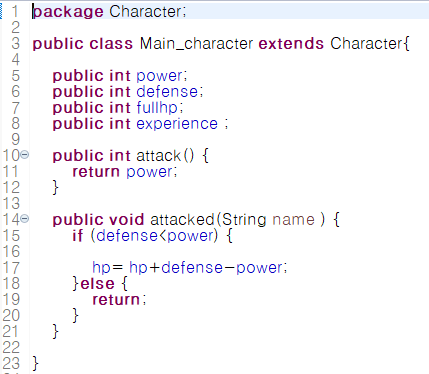 1 package Character;
2
3 public class Main_character extends Character{
4
5 public int power;
6 public int defense;
7 public int fullhp;
8 public int experience ;
9
10 public int attack() {
11 return power;
12 }
13
14 public void attacked(String name ) {
15 if (defense<power) {
16
17 hp= hp+defense-power;
18 }else {
19 return;
20 }
21 }
22
23 }